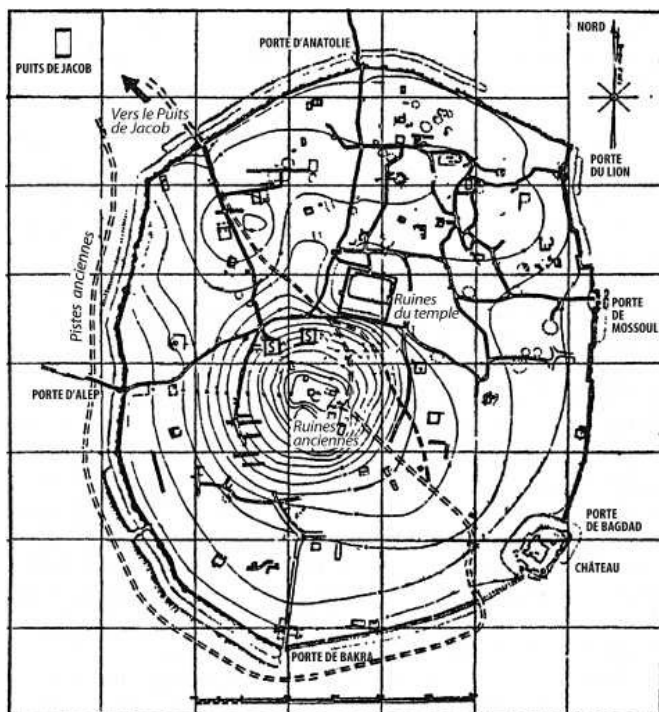 PORTE D'ANATOLIE
NORD
PUITS DE JACOB
Vers le Puits
de Jacob
PORTE
DU LION
Pistes anciennes
Ruines
du temple
PORTE
DE
MOSSOUL
S
S
PORTE D'ALEP
Ruines
anciennes
PORTE
DE BAGDAD
CHÂTEAU
PORTE DE BAKRA